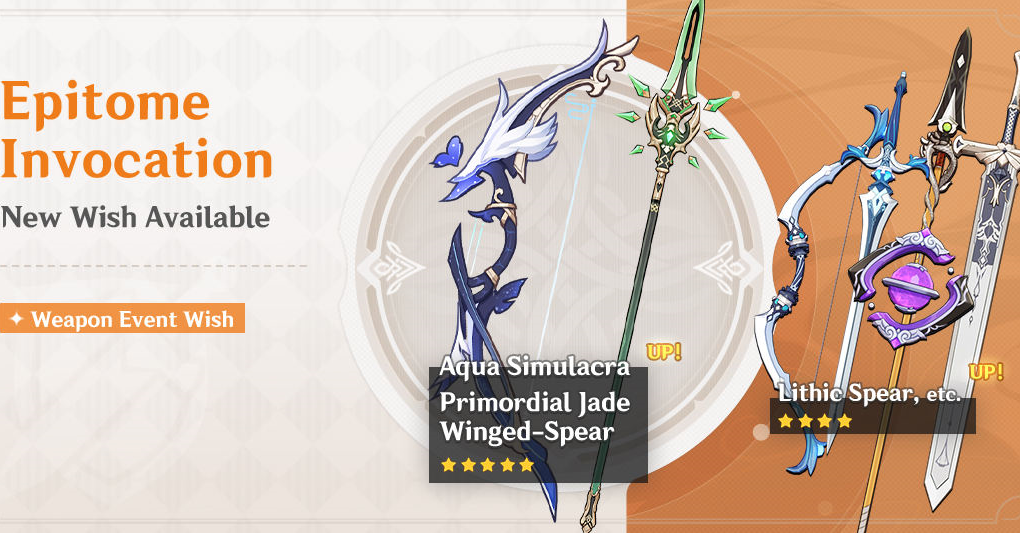 Epitome
Invocation
New Wish Available
Weapon Event Wish
Aqua Simulacra
Primordial Jade
Winged-Spear
UP!
Lithic Spear, etc.
UP!